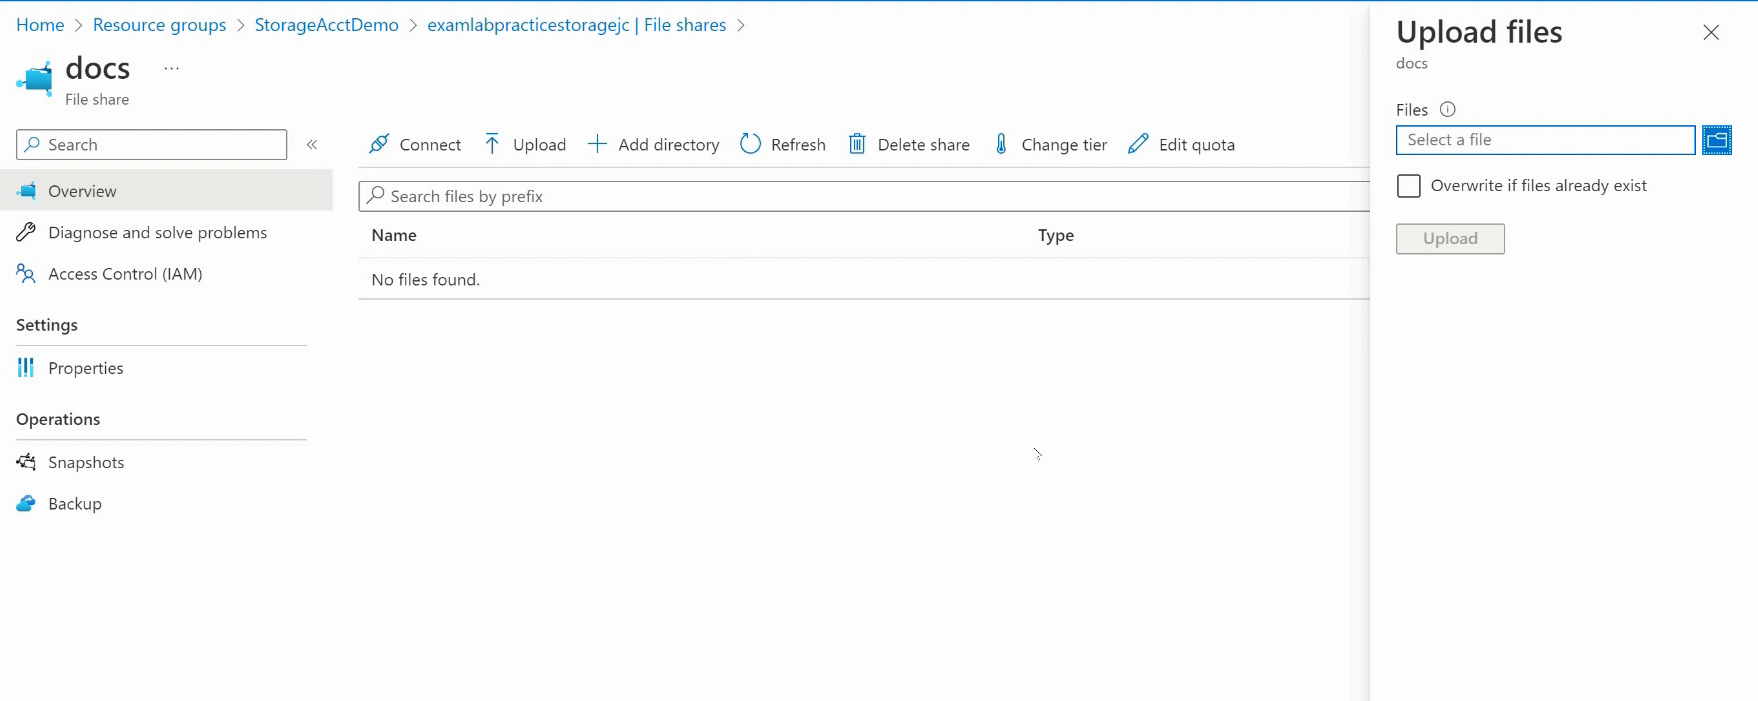 Home > Resource groups > StorageAcctDemo > examlabpracticestoragejc | File shares >
docs ...
File share
Search «
Overview
Diagnose and solve problems
Access Control (IAM)
Settings
Properties
Operations
Snapshots
Backup
Connect Upload Add directory Refresh Delete share Change tier Edit quota
Search files by prefix
Name Type
No files found.
Upload files
docs
Files
Select a file
Overwrite if files already exist
Upload